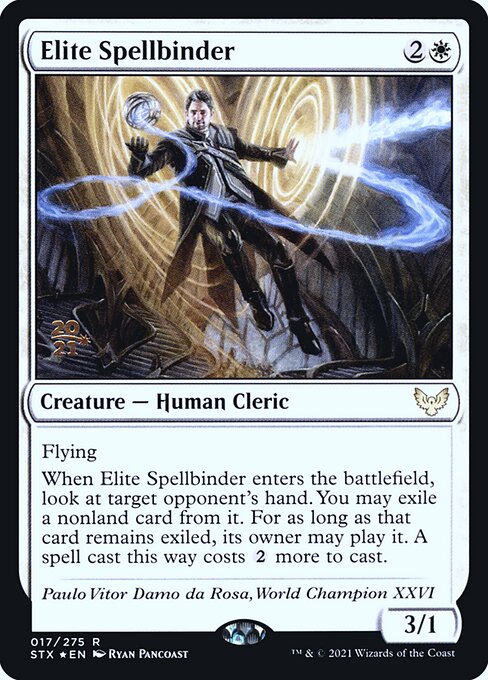 Elite Spellbinder 2
20
21
Creature — Human Cleric
Flying
When Elite Spellbinder enters the battlefield,
look at target opponent's hand. You may exile
a nonland card from it. For as long as that
card remains exiled, its owner may play it. A
spell cast this way costs 2 more to cast.
Paulo Vitor Damo da Rosa, World Champion XXVI
3/1
017/275 R
STX ★ EN Ryan Pancoast
™ & © 2021 Wizards of the Coast